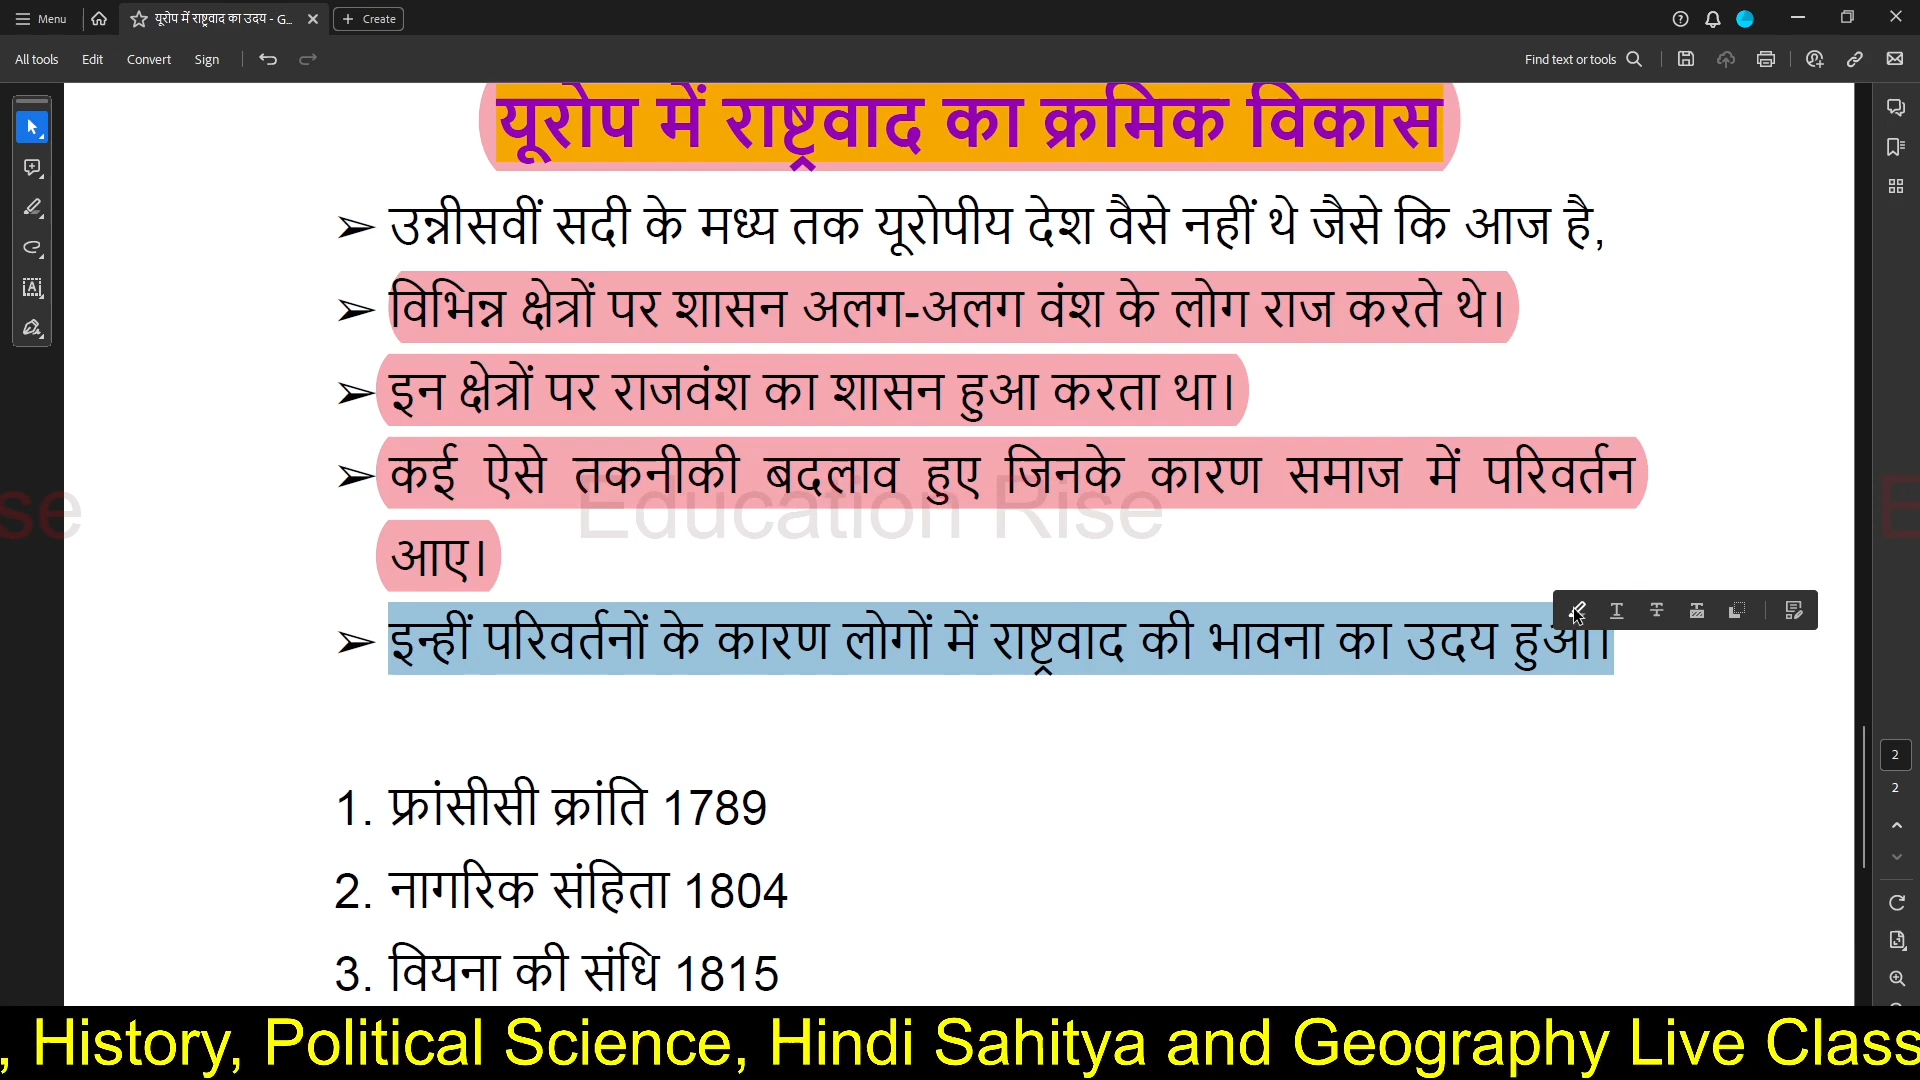 Menu
यूरोप में राष्ट्रवाद का उदय - G...
Create
All tools
Edit
Convert
Sign
Find text or tools
यूरोप में राष्ट्रवाद का क्रमिक विकास
➢ उन्नीसवीं सदी के मध्य तक यूरोपीय देश वैसे नहीं थे जैसे कि आज है,
➢ विभिन्न क्षेत्रों पर शासन अलग-अलग वंश के लोग राज करते थे।
➢ इन क्षेत्रों पर राजवंश का शासन हुआ करता था।
➢ कई ऐसे तकनीकी बदलाव हुए जिनके कारण समाज में परिवर्तन
आए।
se
Education Rise
E
➢ इन्हीं परिवर्तनों के कारण लोगों में राष्ट्रवाद की भावना का उदय हुआ।
2
2
1. फ्रांसीसी क्रांति 1789
2. नागरिक संहिता 1804
3. वियना की संधि 1815
, History, Political Science, Hindi Sahitya and Geography Live Class